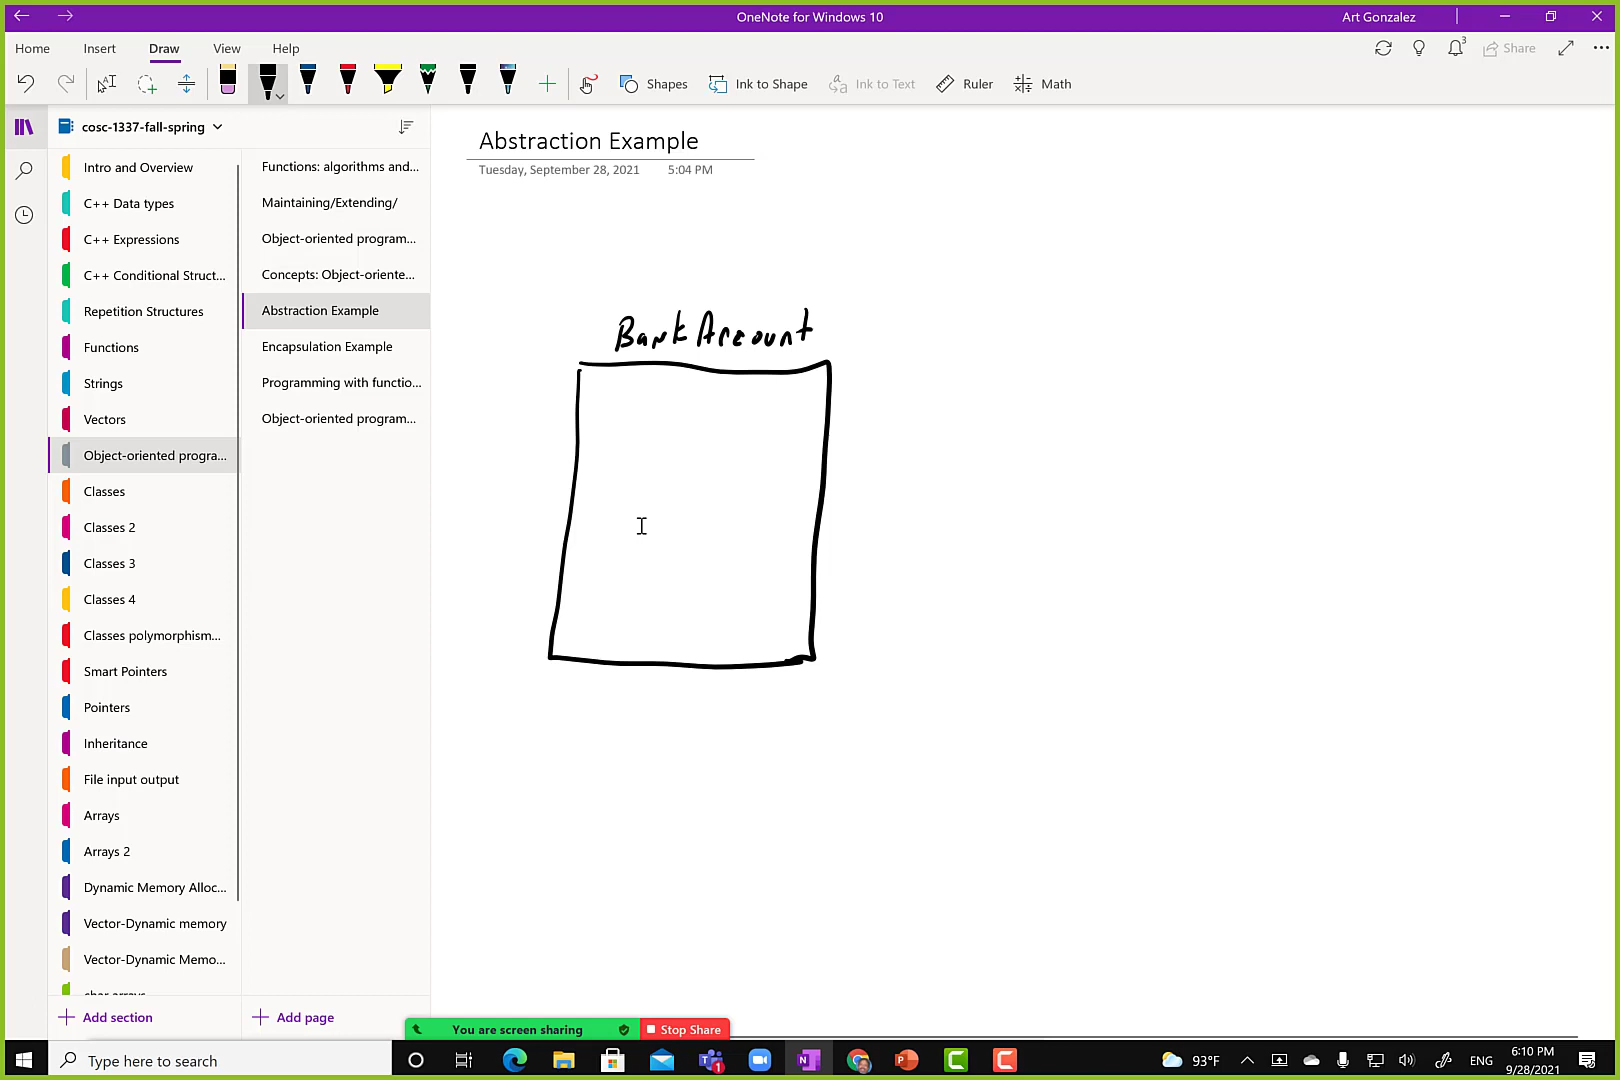 OneNote for Windows 10
Art Gonzalez
Home Insert Draw View Help
3
Share
Shapes
Ink to Shape
Ink to Text
Ruler
Math
cosc-1337-fall-spring
Intro and Overview
C++ Data types
C++ Expressions
C++ Conditional Struct...
Repetition Structures
Functions
Strings
Vectors
Object-oriented progra...
Classes
Classes 2
Classes 3
Classes 4
Classes polymorphism...
Smart Pointers
Pointers
Inheritance
File input output
Arrays
Arrays 2
Dynamic Memory Alloc...
Vector-Dynamic memory
Vector-Dynamic Memo...
char arrays
Add section
Functions: algorithms and...
Maintaining/Extending/
Object-oriented program...
Concepts: Object-oriente...
Abstraction Example
Encapsulation Example
Programming with functio...
Object-oriented program...
Add page
Abstraction Example
Tuesday, September 28, 2021 5:04 PM
BankAccount
You are screen sharing
Stop Share
Type here to search
1
93°F
ENG
6:10 PM
9/28/2021